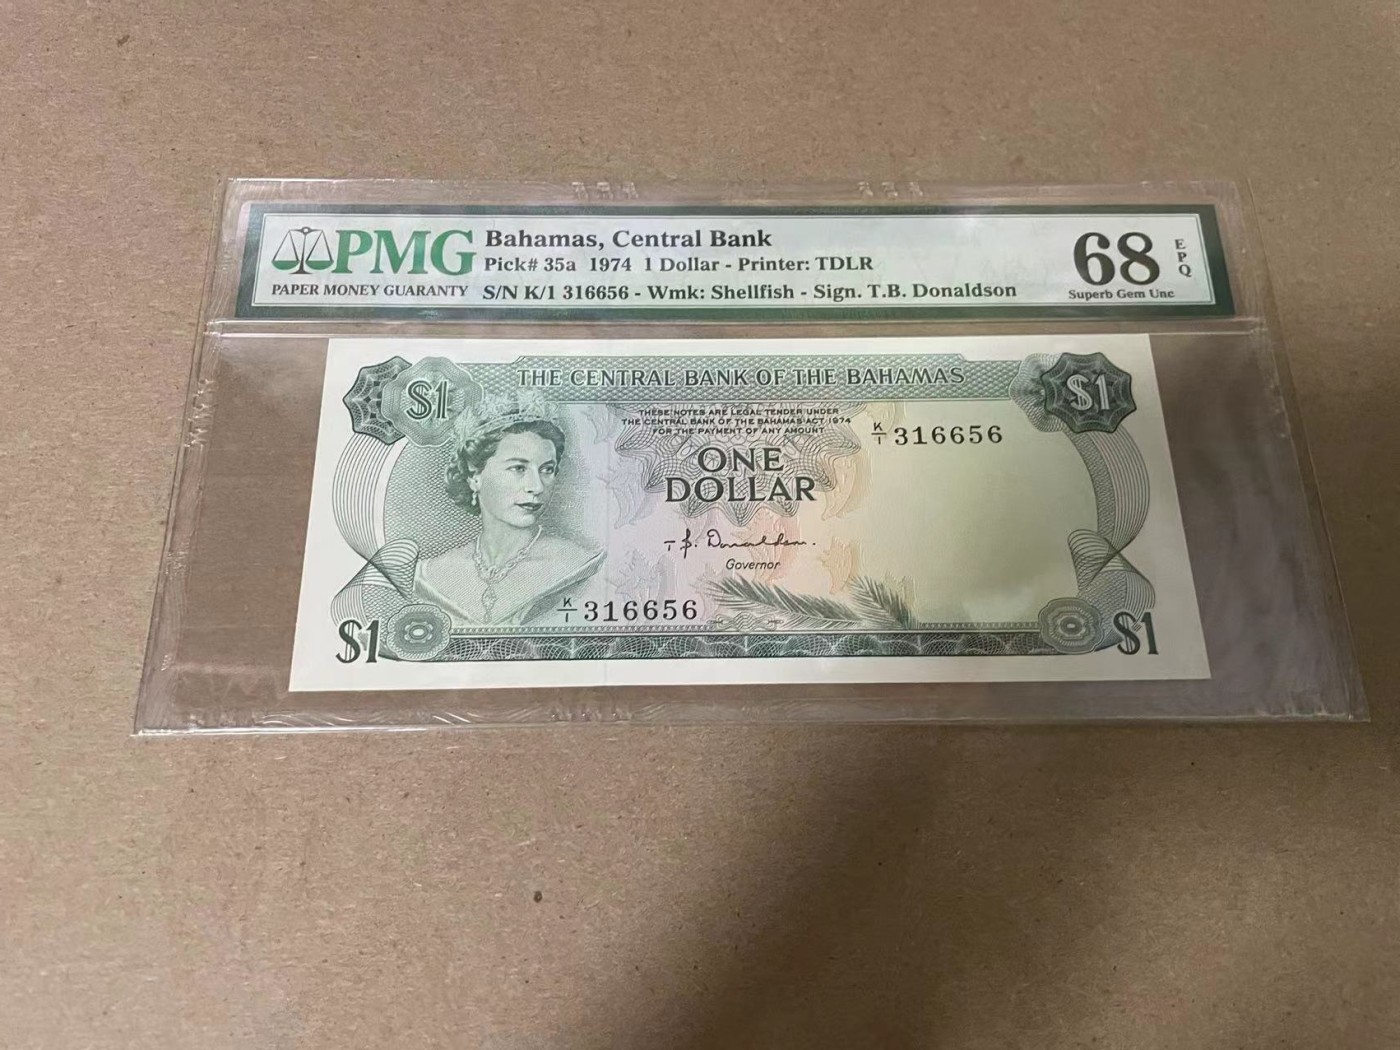 PMG
PAPER MONEY GUARANTY
Bahamas, Central Bank
Pick# 35a 1974 1 Dollar - Printer: TDLR
S/N K/1 316656 - Wmk: Shellfish - Sign. T.B. Donaldson
68
EPQ
Superb Gem Unc
$1
THE CENTRAL BANK OF THE BAHAMAS
$1
THESE NOTES ARE LEGAL TENDER UNDER
THE CENTRAL BANK OF THE BAHAMAS ACT 1974
FOR THE PAYMENT OF ANY AMOUNT
K/1 316656
ONE
DOLLAR
T B. Donaldson.
Governor
K/1 316656
$1
$1